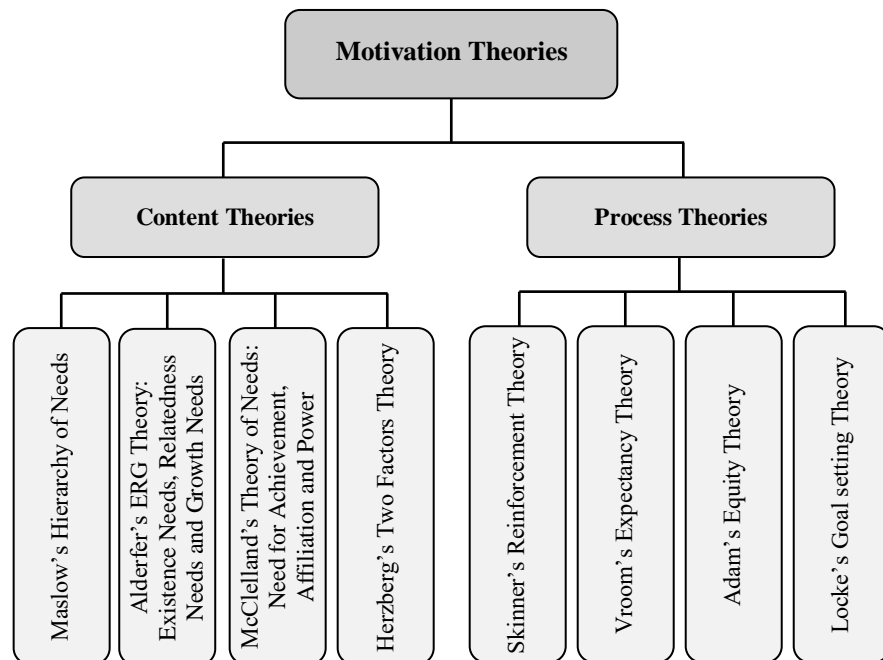 Motivation Theories
Content Theories
Process Theories
Maslow’s Hierarchy of Needs
Alderfer’s ERG Theory:
Existence Needs, Relatedness
Needs and Growth Needs
McClelland’s Theory of Needs:
Need for Achievement,
Affiliation and Power
Herzberg’s Two Factors Theory
Skinner’s Reinforcement Theory
Vroom’s Expectancy Theory
Adam’s Equity Theory
Locke’s Goal setting Theory